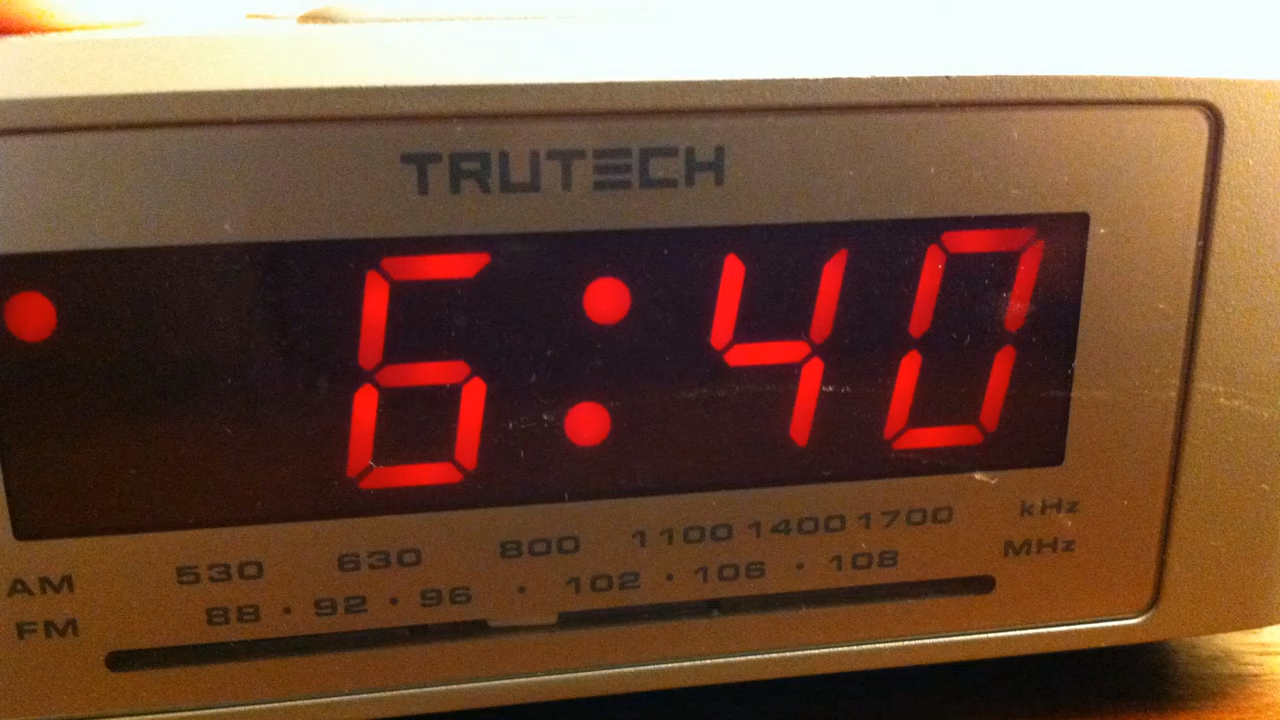 TRUTECH
6:40
AM 530 630 800 1100 1400 1700 kHz
FM 88 • 92 • 96 • 102 • 106 • 108 MHz